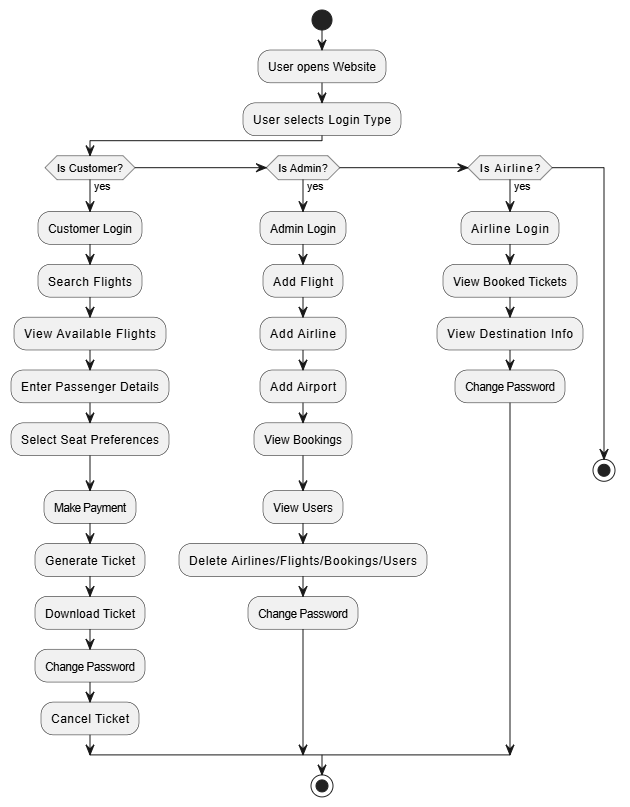 User opens Website
User selects Login Type
Is Customer?
Is Admin?
Is Airline?
yes
yes
yes
Customer Login
Admin Login
Airline Login
Search Flights
Add Flight
View Booked Tickets
View Available Flights
Add Airline
View Destination Info
Enter Passenger Details
Add Airport
Change Password
Select Seat Preferences
View Bookings
Make Payment
View Users
Generate Ticket
Delete Airlines/Flights/Bookings/Users
Download Ticket
Change Password
Change Password
Cancel Ticket